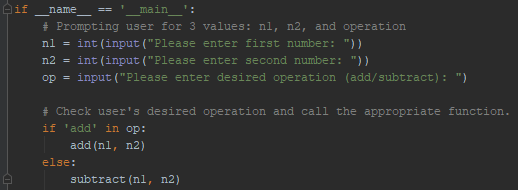 if __name__ == '__main__':
    # Prompting user for 3 values: n1, n2, and operation
    n1 = int(input("Please enter first number: "))
    n2 = int(input("Please enter second number: "))
    op = input("Please enter desired operation (add/subtract): ")

    # Check user's desired operation and call the appropriate function.
    if 'add' in op:
        add(n1, n2)
    else:
        subtract(n1, n2)